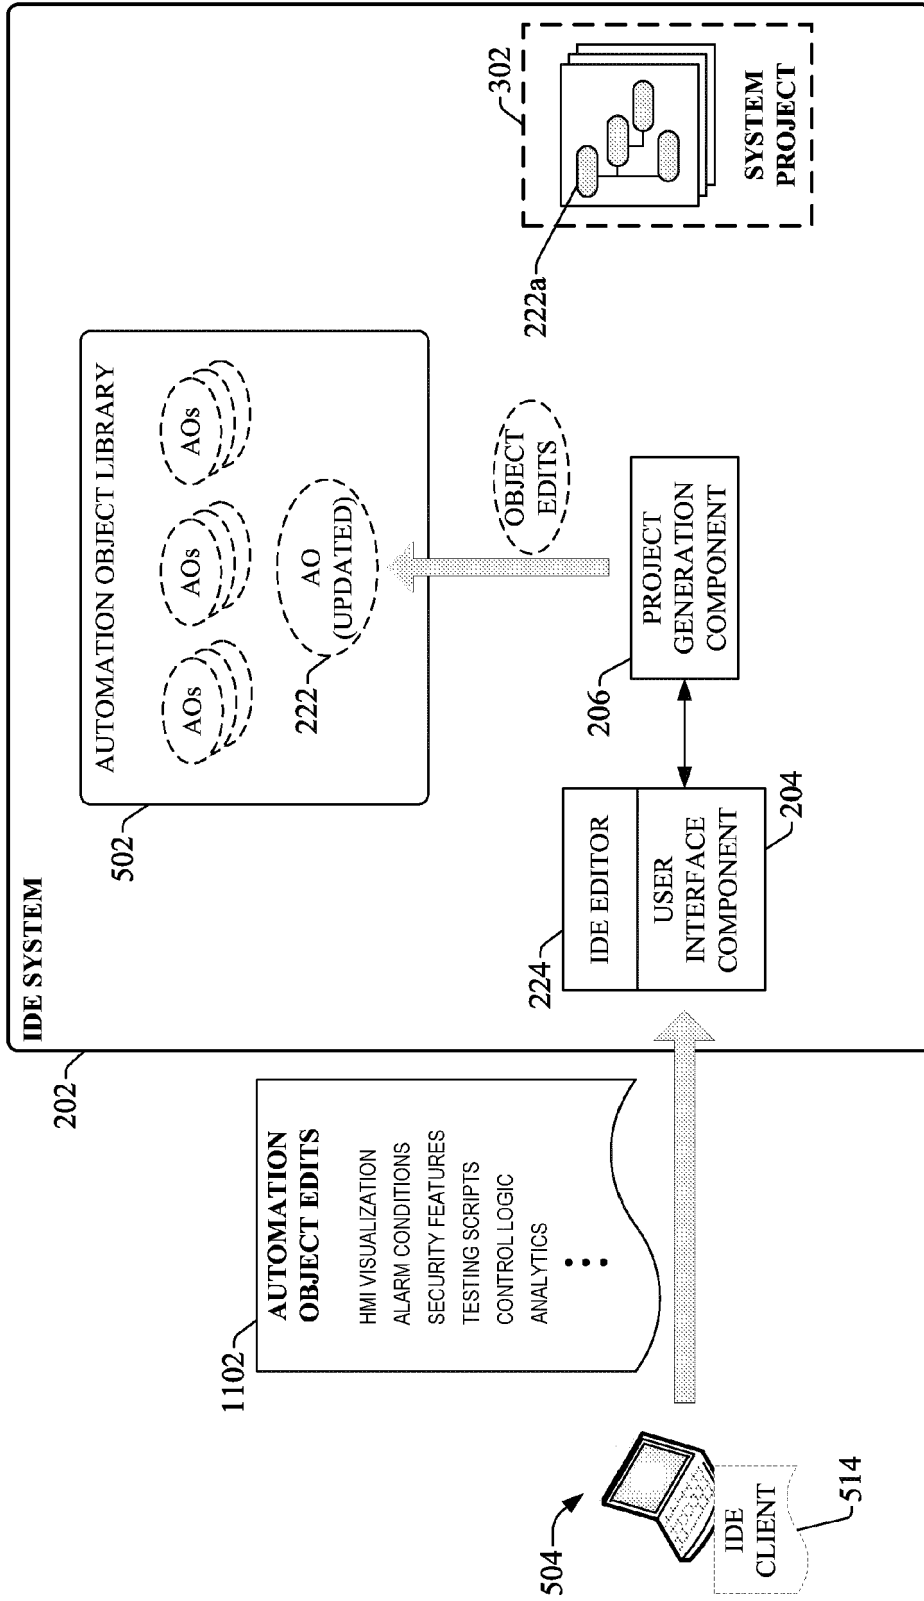 IDE SYSTEM
202
AUTOMATION OBJECT LIBRARY
AOs
AOs
AOs
AO
(UPDATED)
222
502
1102
AUTOMATION
OBJECT EDITS
HMI VISUALIZATION
ALARM CONDITIONS
SECURITY FEATURES
TESTING SCRIPTS
CONTROL LOGIC
ANALYTICS
504
IDE
CLIENT
514
224
IDE EDITOR
USER
INTERFACE
COMPONENT
204
206
PROJECT
GENERATION
COMPONENT
OBJECT
EDITS
302
222a
SYSTEM
PROJECT